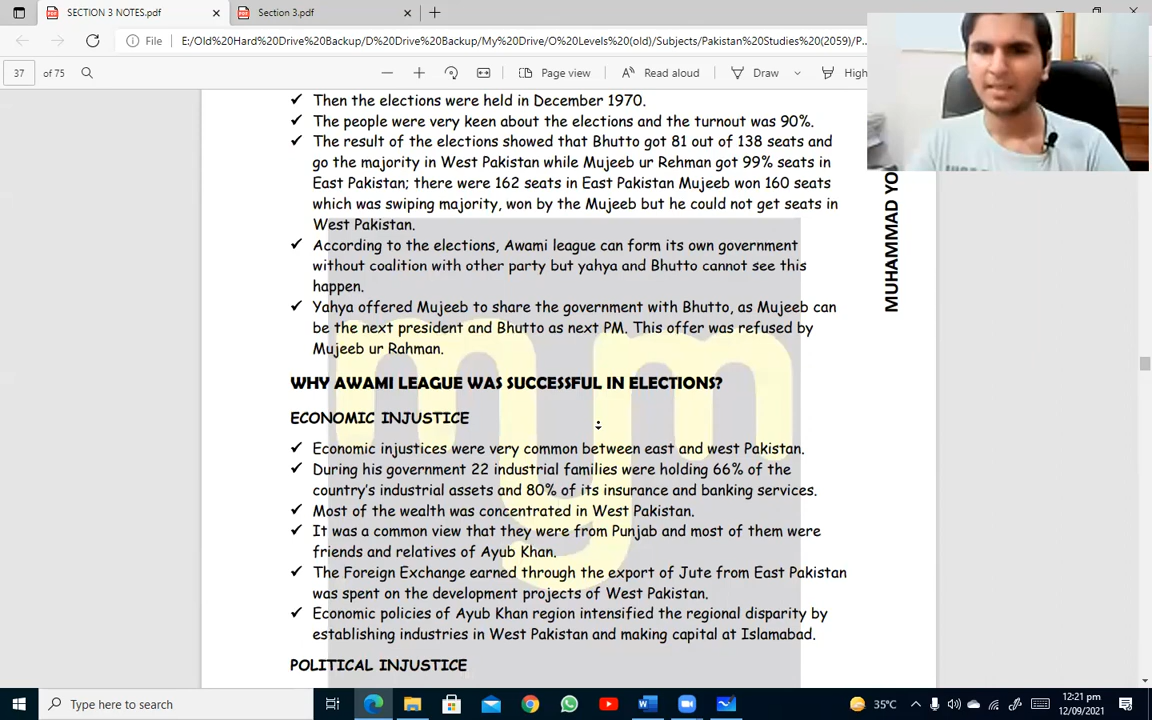 SECTION 3 NOTES.pdf
Section 3.pdf
File
E:/Old%20Hard%20Drive%20Backup/D%20Drive%20Backup/My%20Drive/O%20Levels%20(old)/Subjects/Pakistan%20Studies%20(2059)/P...
37 of 75
Page view
Read aloud
Draw
High
Then the elections were held in December 1970.
The people were very keen about the elections and the turnout was 90%.
The result of the elections showed that Bhutto got 81 out of 138 seats and
go the majority in West Pakistan while Mujeeb ur Rehman got 99% seats in
East Pakistan; there were 162 seats in East Pakistan Mujeeb won 160 seats
which was swiping majority, won by the Mujeeb but he could not get seats in
West Pakistan.
According to the elections, Awami league can form its own government
without coalition with other party but yahya and Bhutto cannot see this
happen.
Yahya offered Mujeeb to share the government with Bhutto, as Mujeeb can
be the next president and Bhutto as next PM. This offer was refused by
Mujeeb ur Rahman.
WHY AWAMI LEAGUE WAS SUCCESSFUL IN ELECTIONS?
ECONOMIC INJUSTICE
Economic injustices were very common between east and west Pakistan.
During his government 22 industrial families were holding 66% of the
country's industrial assets and 80% of its insurance and banking services.
Most of the wealth was concentrated in West Pakistan.
It was a common view that they were from Punjab and most of them were
friends and relatives of Ayub Khan.
The Foreign Exchange earned through the export of Jute from East Pakistan
was spent on the development projects of West Pakistan.
Economic policies of Ayub Khan region intensified the regional disparity by
establishing industries in West Pakistan and making capital at Islamabad.
POLITICAL INJUSTICE
MUHAMMAD YO
mym
Type here to search
35°C
12:21 pm
12/09/2021